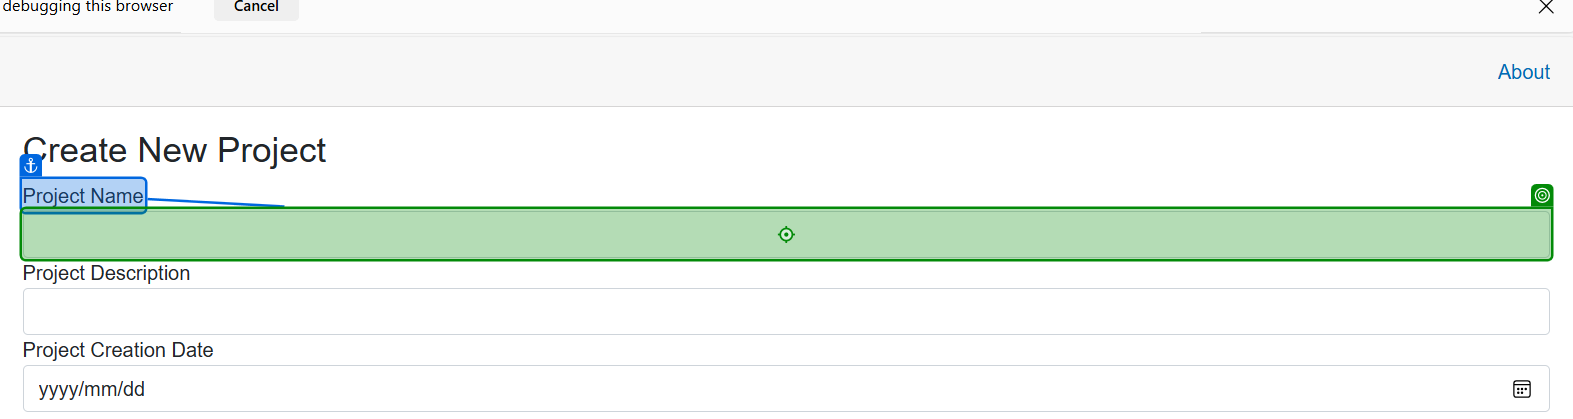 debugging this browser
Cancel
About
Create New Project
Project Name
Project Description
Project Creation Date
yyyy/mm/dd